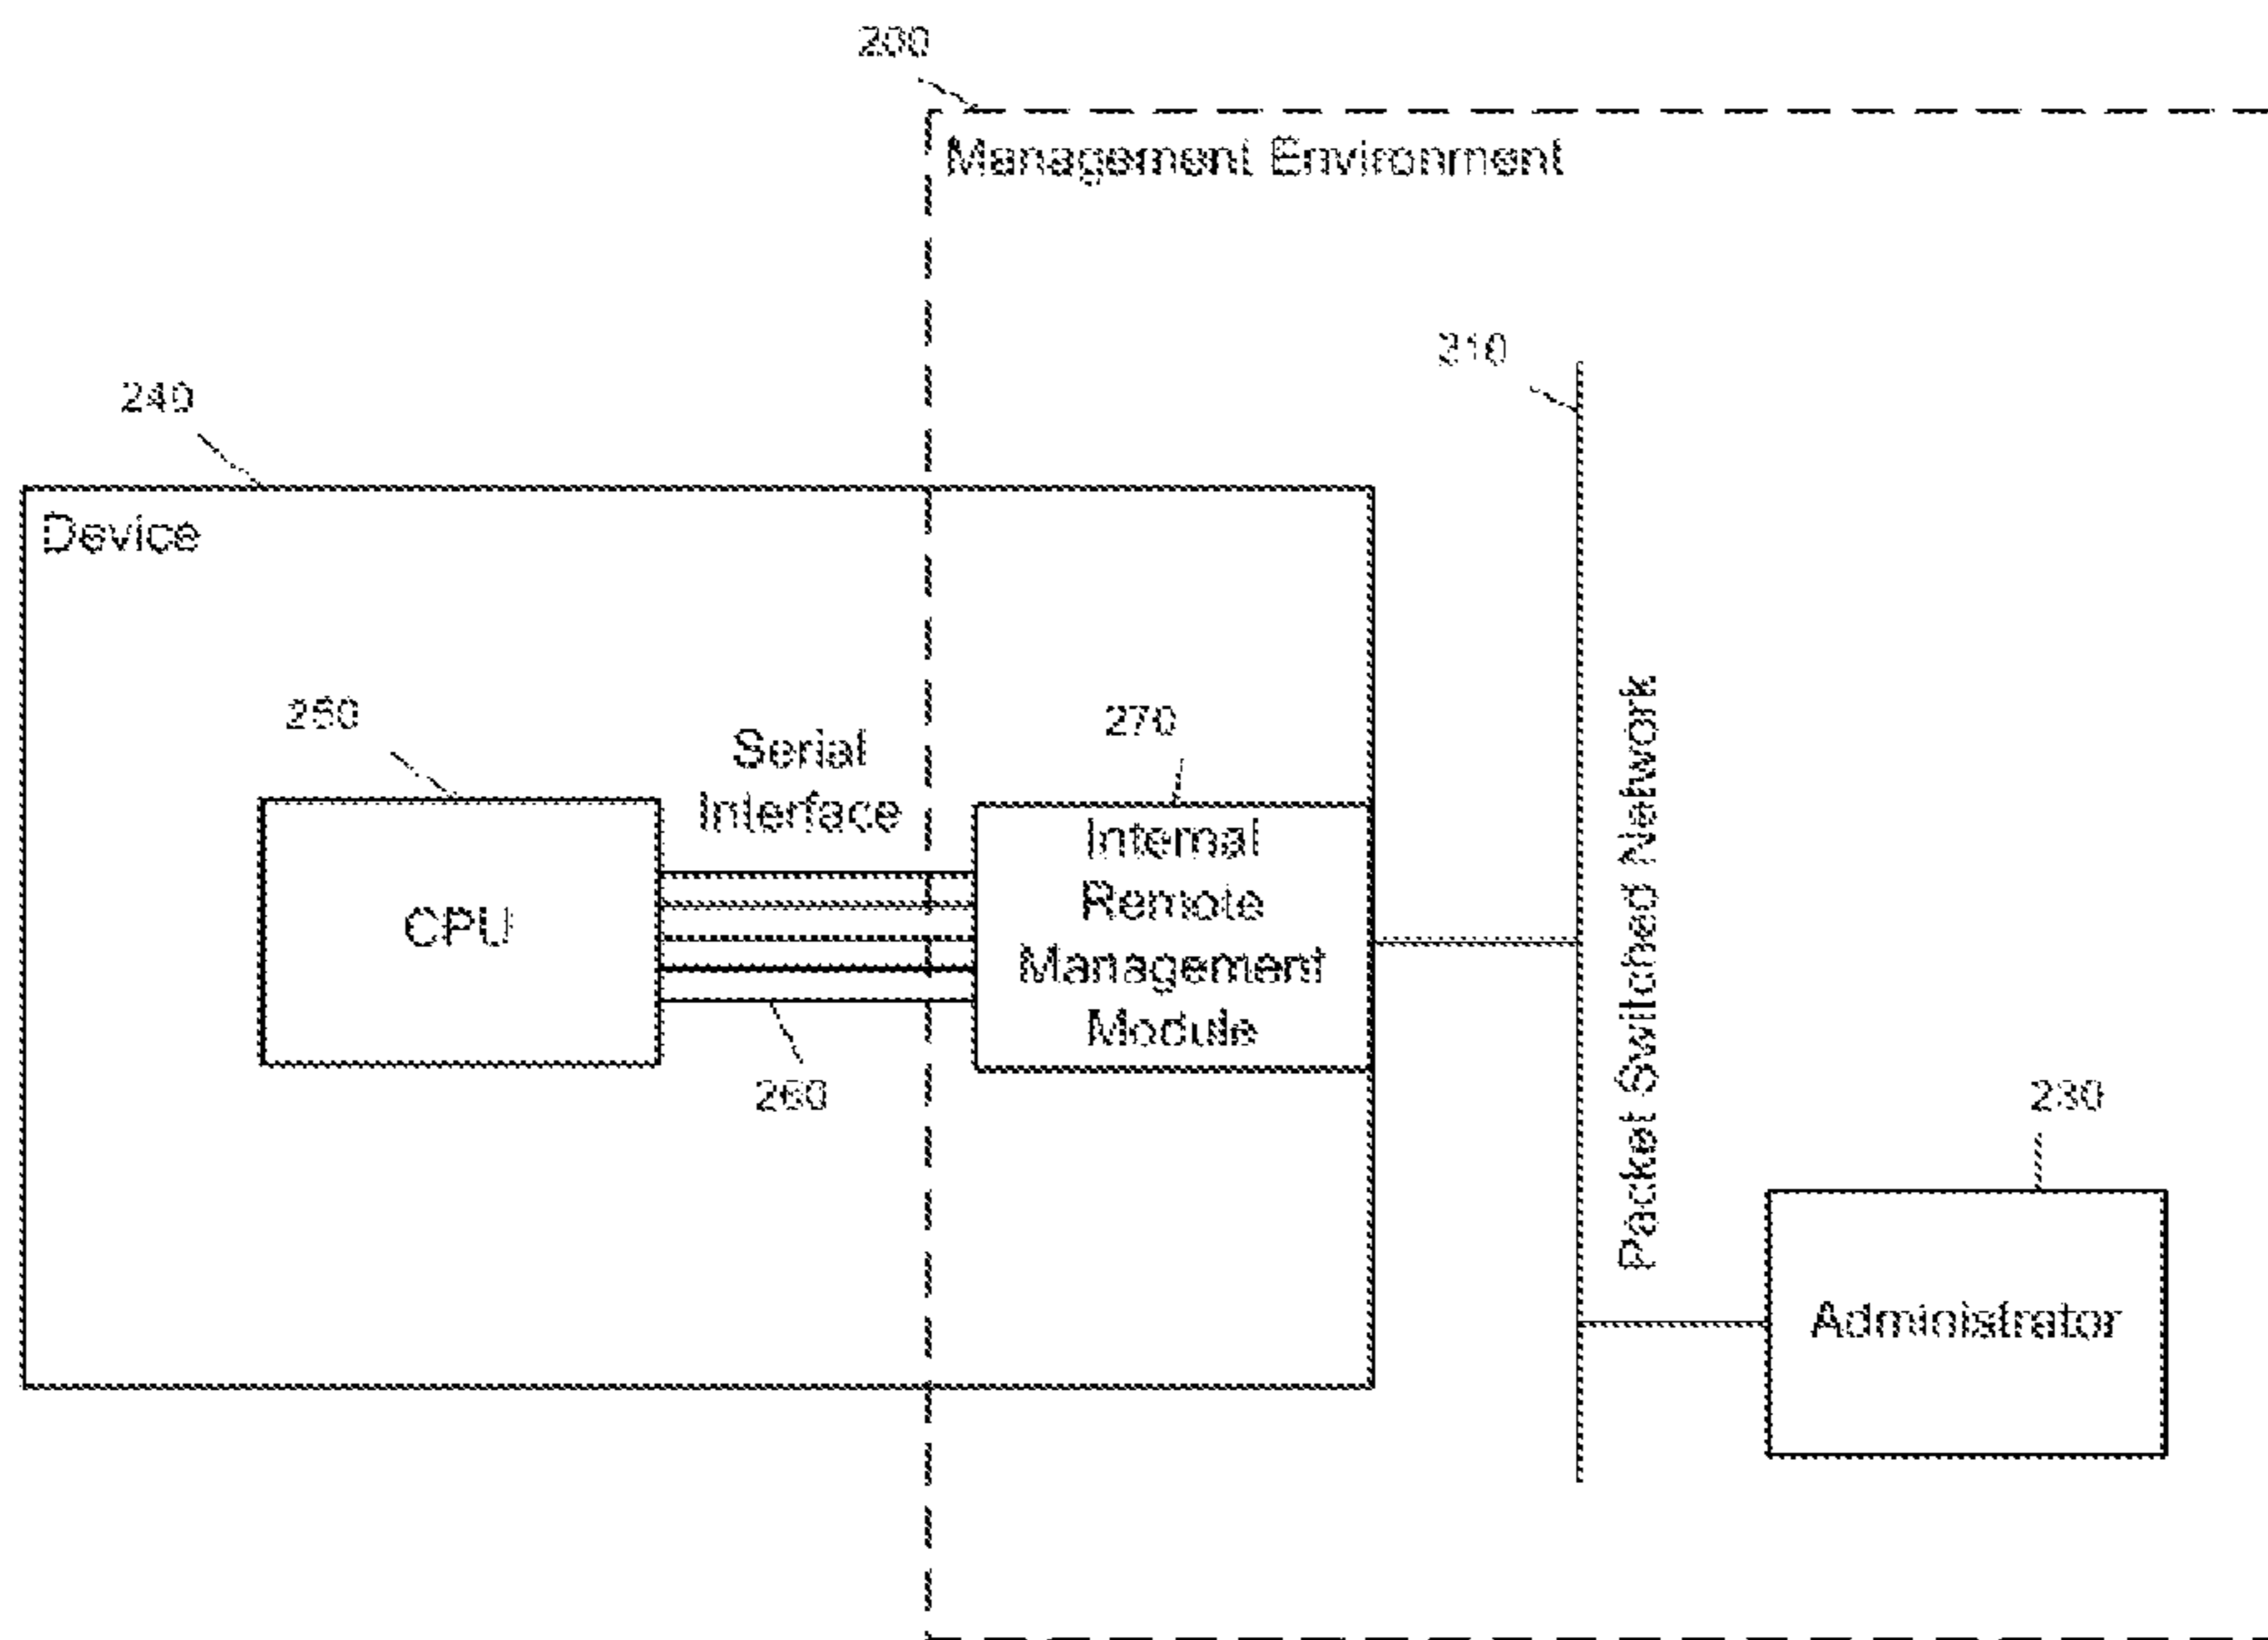 200
Management Environment
210
240
Device
250
Serial
Interface
270
CPU
Internal
Remote
Management
Module
260
Packet Switched Network
230
Administrator